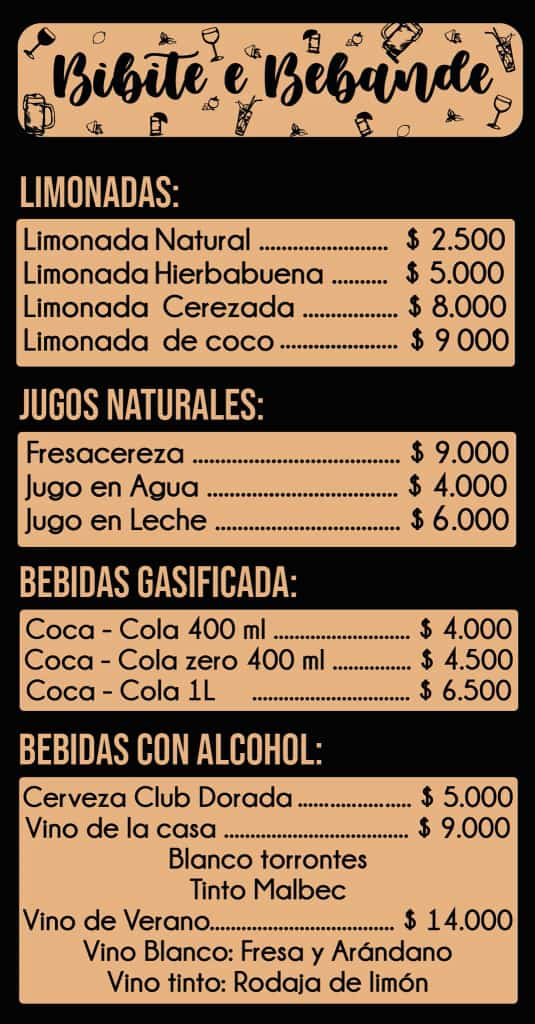 Bibite e Bebande
LIMONADAS:
Limonada Natural ........................ $ 2.500
Limonada Hierbabuena .......... $ 5.000
Limonada Cerezada ................. $ 8.000
Limonada de coco ..................... $ 9 000
JUGOS NATURALES:
Fresacereza ..................................... $ 9.000
Jugo en Agua .................................. $ 4.000
Jugo en Leche ................................. $ 6.000
BEBIDAS GASIFICADA:
Coca - Cola 400 ml ........................ $ 4.000
Coca - Cola zero 400 ml .............. $ 4.500
Coca - Cola 1L ............................ $ 6.500
BEBIDAS CON ALCOHOL:
Cerveza Club Dorada .................... $ 5.000
Vino de la casa ................................. $ 9.000
Blanco torrontes
Tinto Malbec
Vino de Verano................................. $ 14.000
Vino Blanco: Fresa y Arándano
Vino tinto: Rodaja de limón